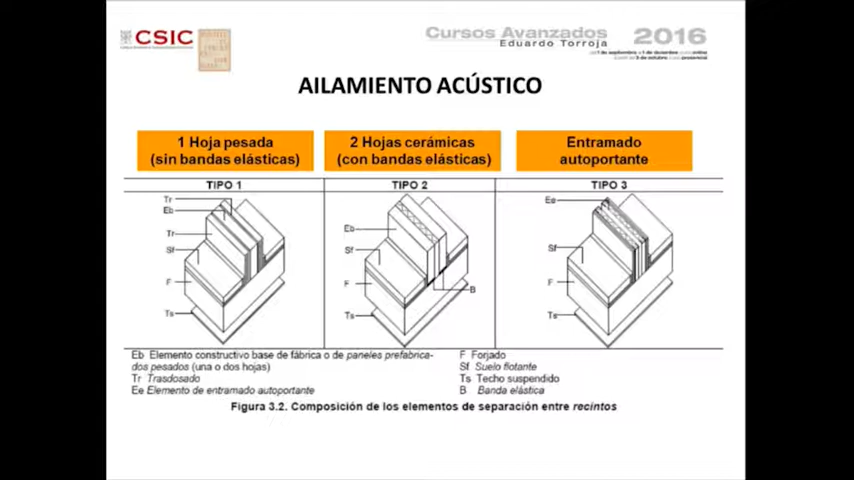 CSIC
Cursos Avanzados
Eduardo Torroja
2016
AILAMIENTO ACÚSTICO
1 Hoja pesada
(sin bandas elásticas)
2 Hojas cerámicas
(con bandas elásticas)
Entramado
autoportante
TIPO 1
TIPO 2
TIPO 3
Tr
Eb
Tr
Sf
F
Ts
Eb
Sf
F
Ts
B
Ee
Sf
F
Ts
Eb Elemento constructivo base de fábrica o de paneles prefabrica-
dos pesados (una o dos hojas)
Tr Trasdosado
Ee Elemento de entramado autoportante
F Forjado
Sf Suelo flotante
Ts Techo suspendido
B Banda elástica
Figura 3.2. Composición de los elementos de separación entre recintos